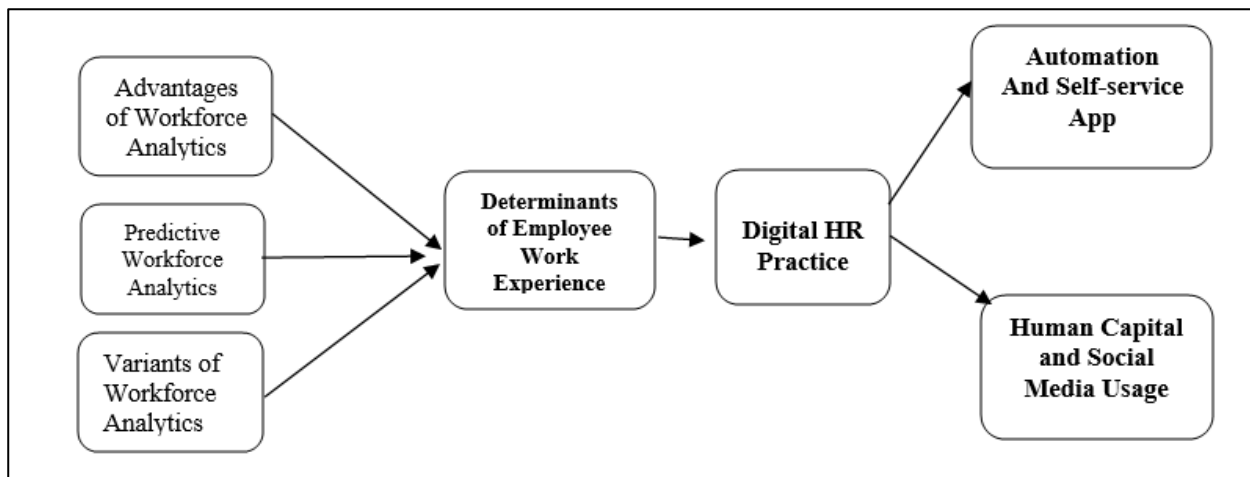 Advantages
of Workforce
Analytics
Predictive
Workforce
Analytics
Variants of
Workforce
Analytics
Determinants
of Employee
Work
Experience
Digital HR
Practice
Automation
And Self-service
App
Human Capital
and Social
Media Usage